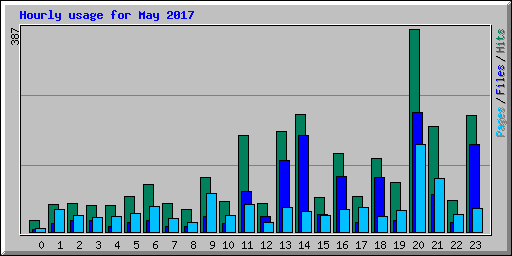 Hourly usage for May 2017
387
Pages / Files / Hits
0 1 2 3 4 5 6 7 8 9 10 11 12 13 14 15 16 17 18 19 20 21 22 23